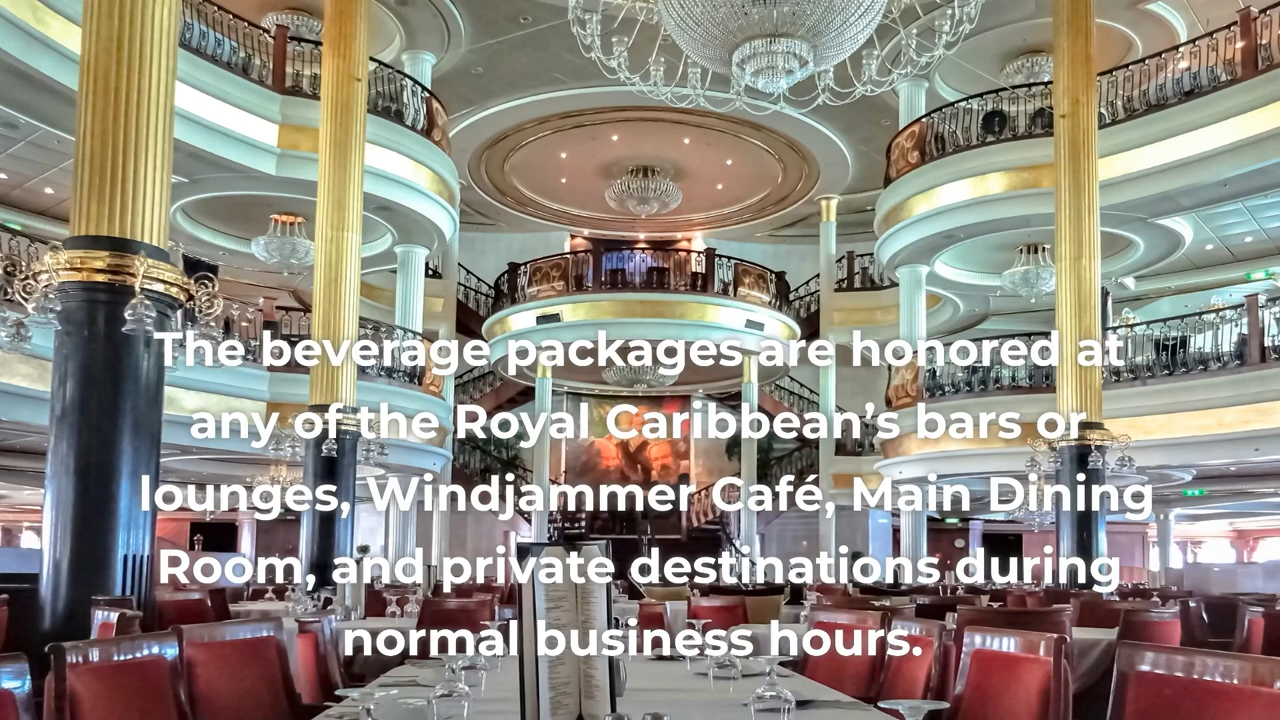 The beverage packages are honored at
any of the Royal Caribbean’s bars or
lounges, Windjammer Café, Main Dining
Room, and private destinations during
normal business hours.